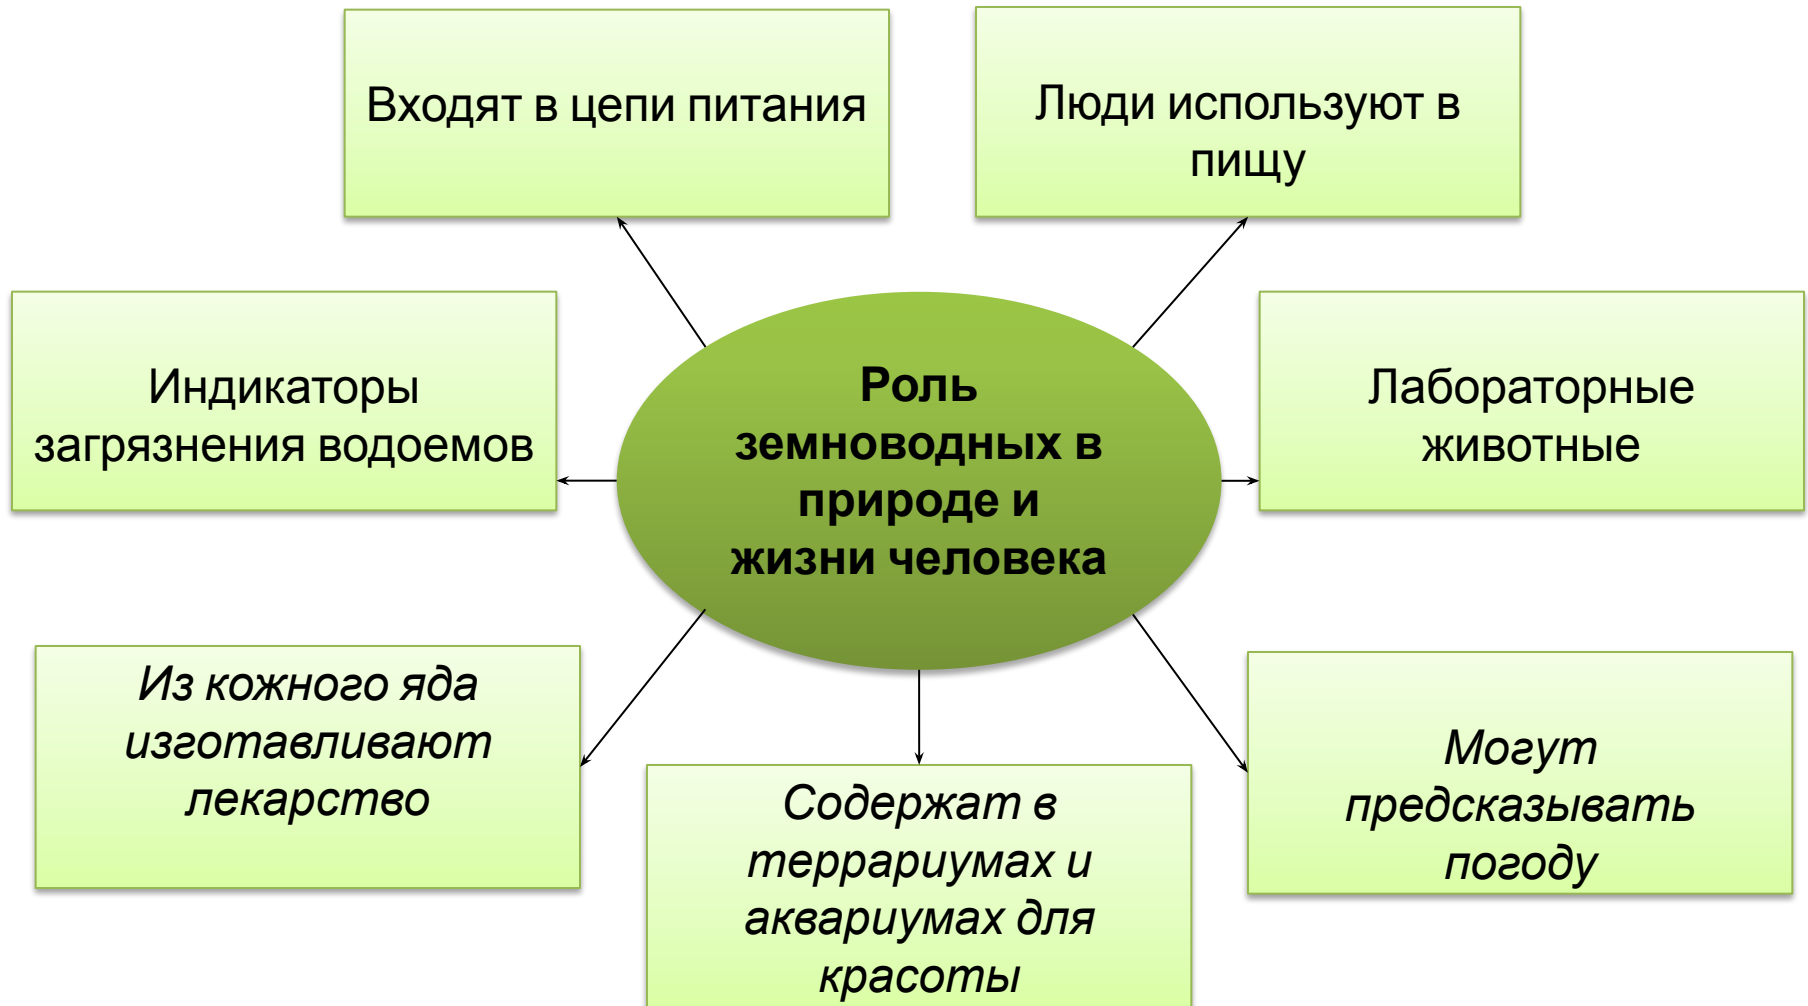 Входят в цепи питания
Люди используют в
пищу
Индикаторы
загрязнения водоемов
Роль
земноводных в
природе и
жизни человека
Лабораторные
животные
Из кожного яда
изготавливают
лекарство
Содержат в
террариумах и
аквариумах для
красоты
Могут
предсказывать
погоду